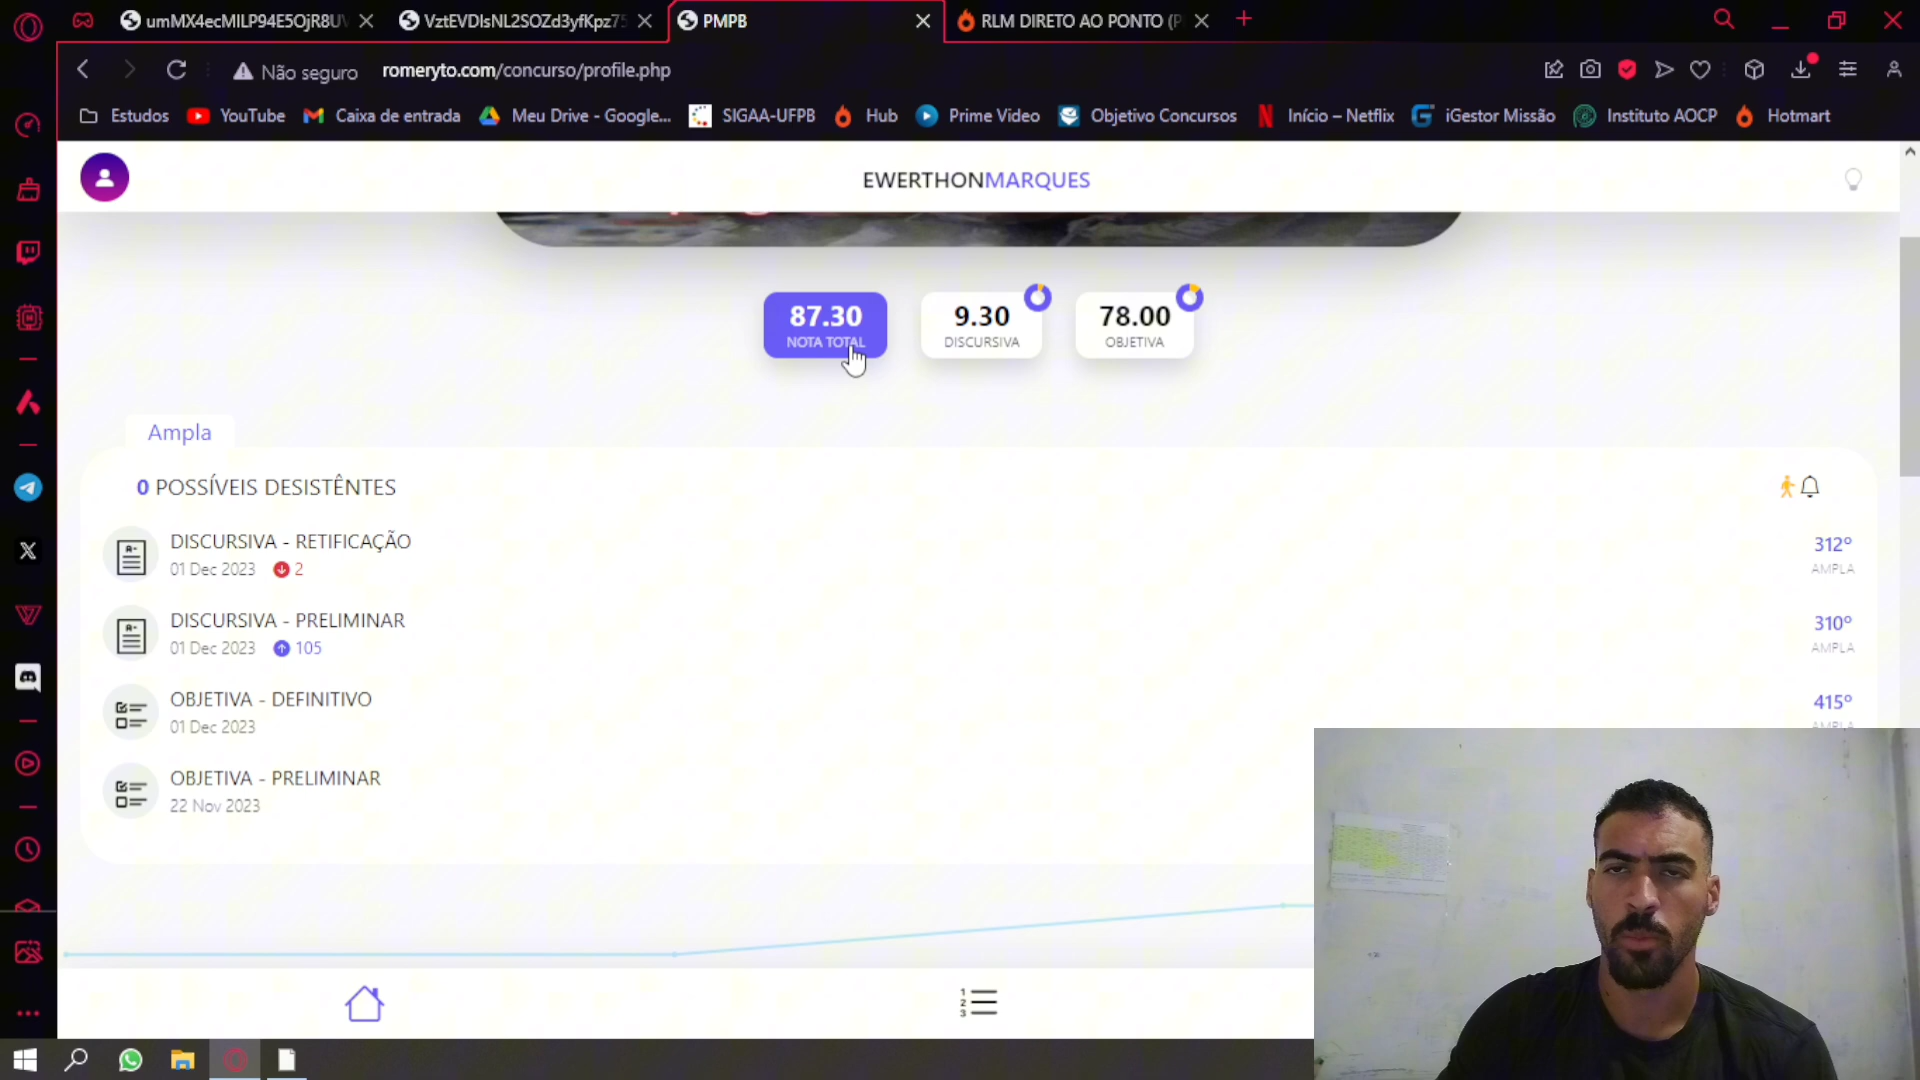 umMX4ecMILP94E5OjR8UV
VztEVDIsNL2SOZd3yfKpz75
PMPB
RLM DIRETO AO PONTO (P
Não seguro
romeryto.com/concurso/profile.php
Estudos
YouTube
Caixa de entrada
Meu Drive - Google...
SIGAA-UFPB
Hub
Prime Video
Objetivo Concursos
Início – Netflix
iGestor Missão
Instituto AOCP
Hotmart
EWERTHONMARQUES
87.30
NOTA TOTAL
9.30
DISCURSIVA
78.00
OBJETIVA
Ampla
0 POSSÍVEIS DESISTÊNTES
DISCURSIVA - RETIFICAÇÃO
312º
01 Dec 2023 2
AMPLA
DISCURSIVA - PRELIMINAR
310º
01 Dec 2023 105
AMPLA
OBJETIVA - DEFINITIVO
415º
01 Dec 2023
AMPLA
OBJETIVA - PRELIMINAR
22 Nov 2023